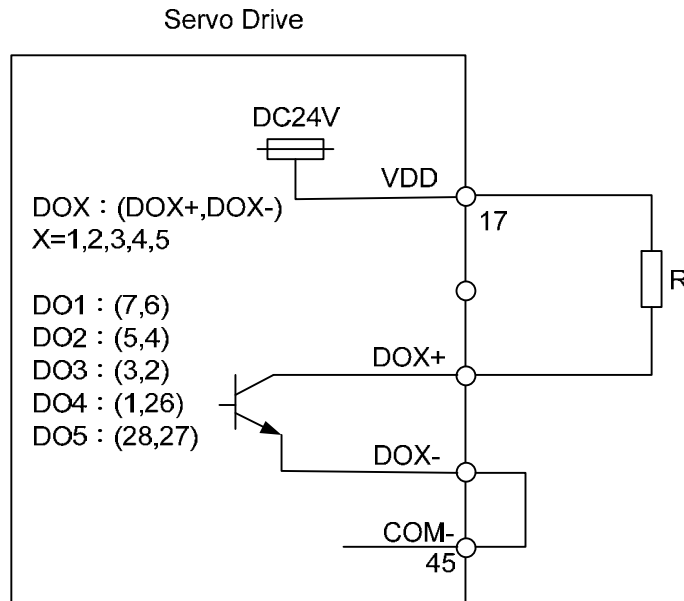 Servo Drive
DC24V
VDD
17
DOX : (DOX+,DOX-)
X=1,2,3,4,5
R
DO1 : (7,6)
DO2 : (5,4)
DO3 : (3,2)
DO4 : (1,26)
DO5 : (28,27)
DOX+
DOX-
COM-
45